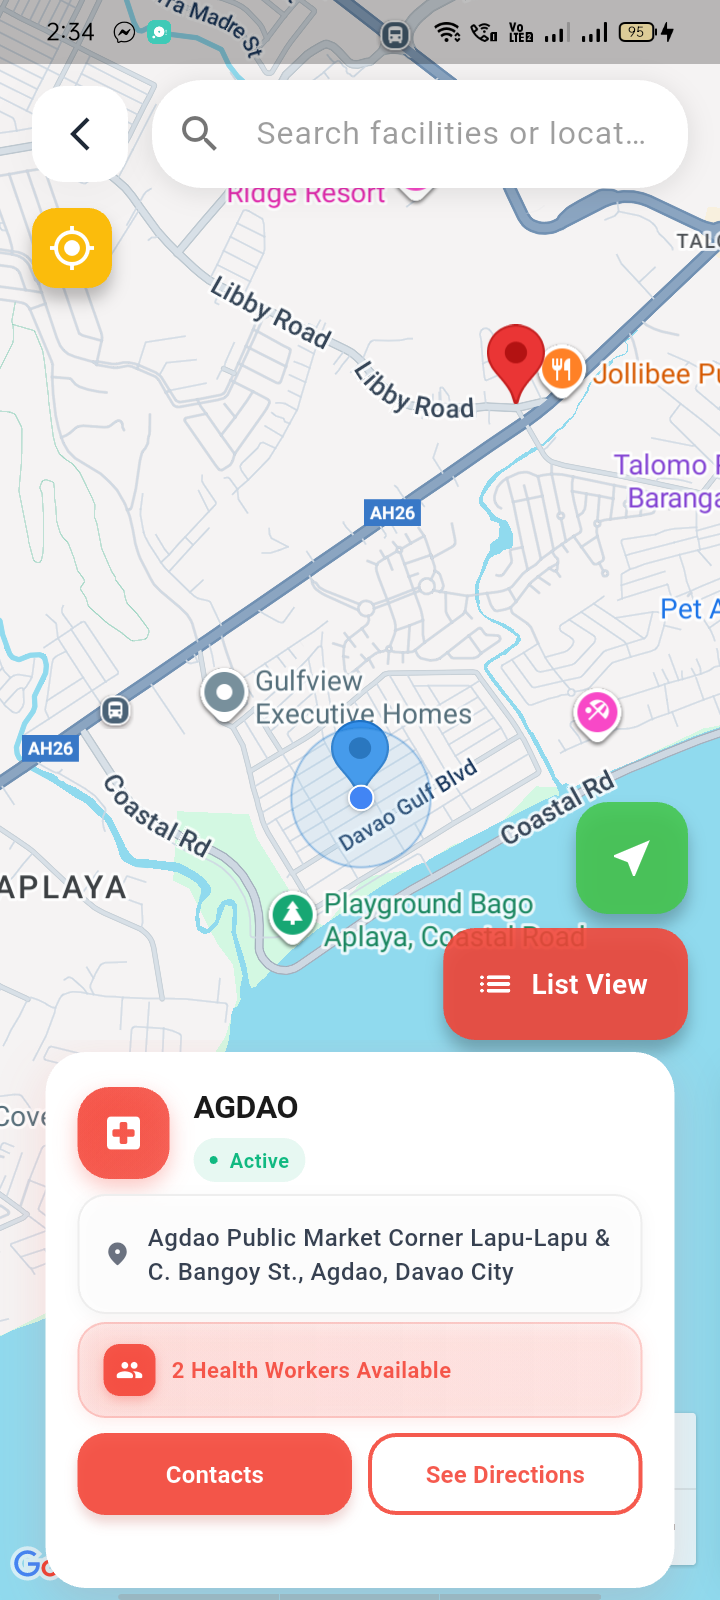 2:34
Vo
LTE2
95
ra Madre St
Search facilities or locat...
Ridge Resort
TALO
Libby Road
Libby Road
Jollibee Pu
Talomo
Baranga
AH26
Pet A
Gulfview
Executive Homes
AH26
Davao Gulf Blvd
Coastal Rd
Coastal Rd
APLAYA
Playground Bago
Aplaya, Coastal Road
List View
Cove
AGDAO
Active
Agdao Public Market Corner Lapu-Lapu &
C. Bangoy St., Agdao, Davao City
2 Health Workers Available
Contacts
See Directions
Go